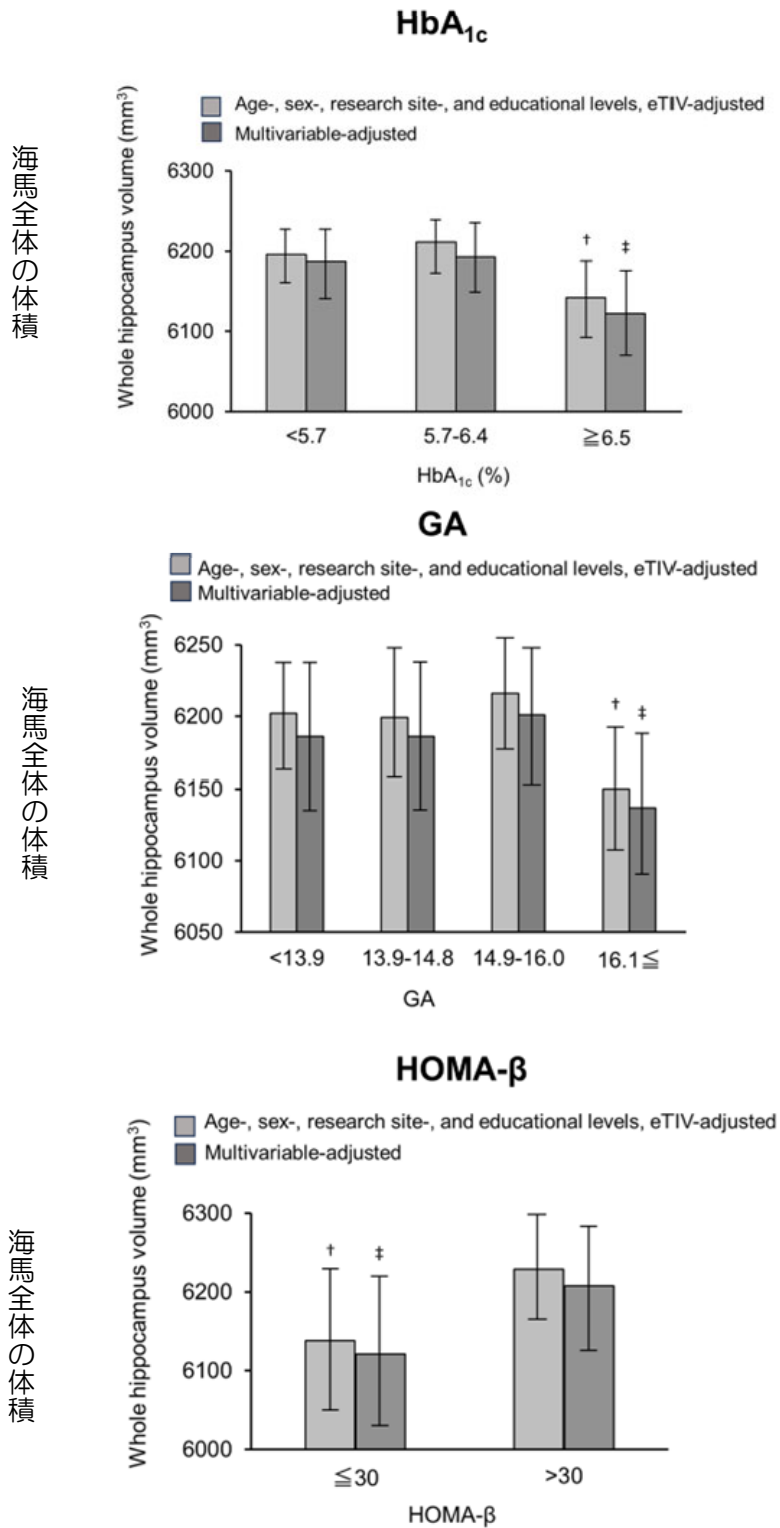 HbA1c
海馬全体の体積
Whole hippocampus volume (mm3)
Age-, sex-, research site-, and educational levels, eTIV-adjusted
Multivariable-adjusted
6300
6200
6100
6000
†
‡
<5.7
5.7-6.4
≧6.5
HbA1c (%)
GA
海馬全体の体積
Whole hippocampus volume (mm3)
Age-, sex-, research site-, and educational levels, eTIV-adjusted
Multivariable-adjusted
6250
6200
6150
6100
6050
†
‡
<13.9
13.9-14.8
14.9-16.0
16.1≦
GA
HOMA-β
海馬全体の体積
Whole hippocampus volume (mm3)
Age-, sex-, research site-, and educational levels, eTIV-adjusted
Multivariable-adjusted
6300
6200
6100
6000
†
‡
≦30
>30
HOMA-β